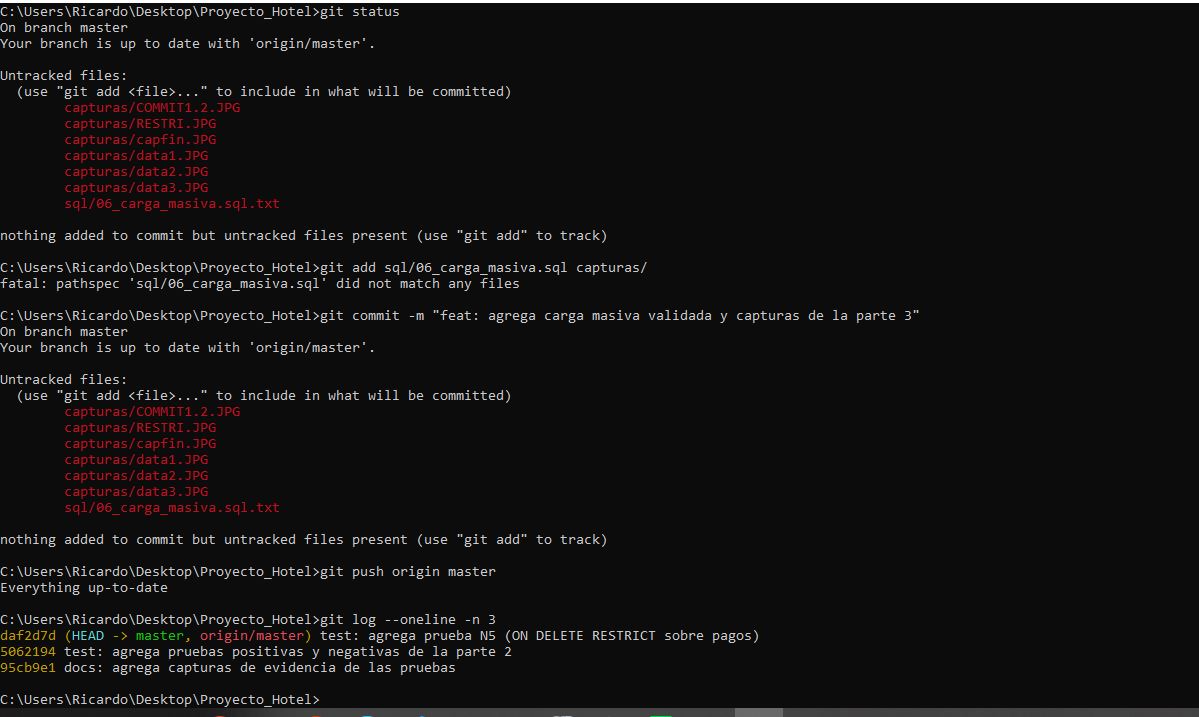 C:\Users\Ricardo\Desktop\Proyecto_Hotel>git status
On branch master
Your branch is up to date with 'origin/master'.
Untracked files:
(use "git add <file>..." to include in what will be committed)
capturas/COMMIT1.2.JPG
capturas/RESTRI.JPG
capturas/capfin.JPG
capturas/data1.JPG
capturas/data2.JPG
capturas/data3.JPG
sql/06_carga_masiva.sql.txt
nothing added to commit but untracked files present (use "git add" to track)
C:\Users\Ricardo\Desktop\Proyecto_Hotel>git add sql/06_carga_masiva.sql capturas/
fatal: pathspec 'sql/06_carga_masiva.sql' did not match any files
C:\Users\Ricardo\Desktop\Proyecto_Hotel>git commit -m "feat: agrega carga masiva validada y capturas de la parte 3"
On branch master
Your branch is up to date with 'origin/master'.
Untracked files:
(use "git add <file>..." to include in what will be committed)
capturas/COMMIT1.2.JPG
capturas/RESTRI.JPG
capturas/capfin.JPG
capturas/data1.JPG
capturas/data2.JPG
capturas/data3.JPG
sql/06_carga_masiva.sql.txt
nothing added to commit but untracked files present (use "git add" to track)
C:\Users\Ricardo\Desktop\Proyecto_Hotel>git push origin master
Everything up-to-date
C:\Users\Ricardo\Desktop\Proyecto_Hotel>git log --oneline -n 3
daf2d7d (HEAD -> master, origin/master) test: agrega prueba N5 (ON DELETE RESTRICT sobre pagos)
5062194 test: agrega pruebas positivas y negativas de la parte 2
95cb9e1 docs: agrega capturas de evidencia de las pruebas
C:\Users\Ricardo\Desktop\Proyecto_Hotel>